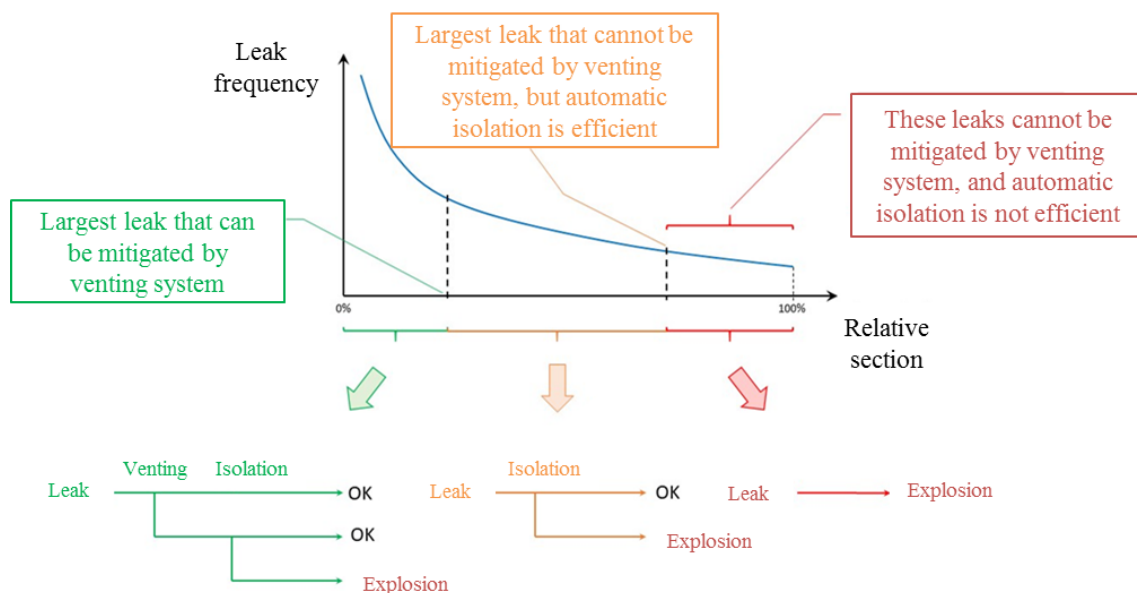 Leak
frequency
Largest leak that cannot be
mitigated by venting
system, but automatic
isolation is efficient
These leaks cannot be
mitigated by venting
system, and automatic
isolation is not efficient
Largest leak that can
be mitigated by
venting system
0%
100%
Relative
section
Venting
Isolation
Leak
OK
OK
Explosion
Isolation
Leak
OK
Explosion
Leak
Explosion